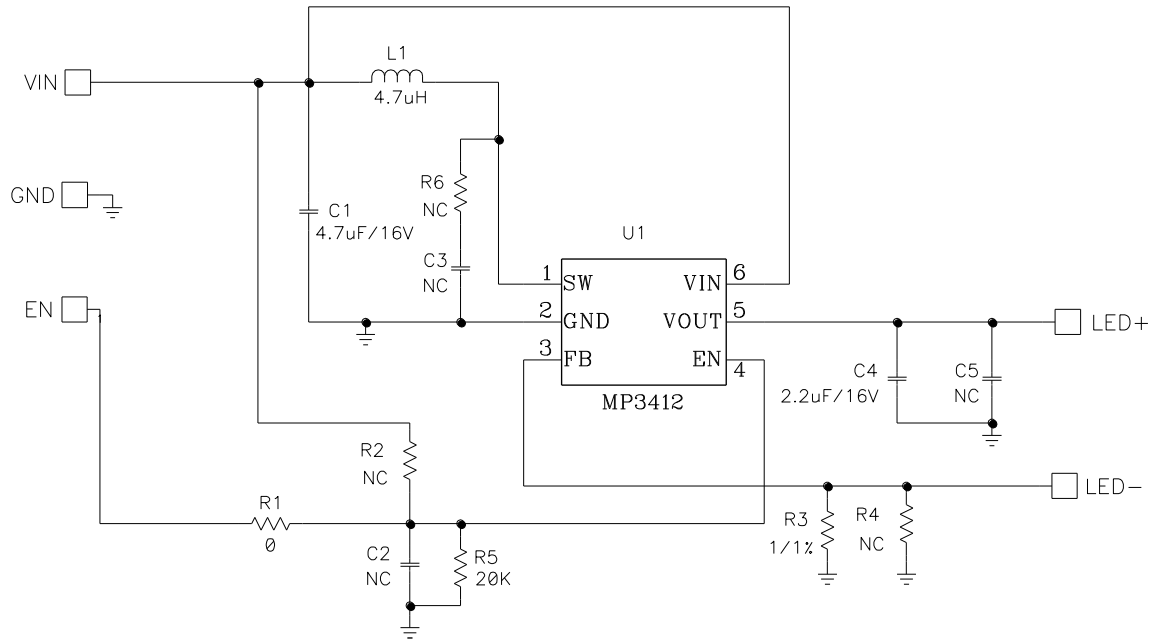 L1
VIN
4.7uH
R6
GND
NC
C1
4.7uF/16V
U1
C3
NC
1
SW
VIN
6
EN
2
GND
VOUT
5
LED+
3
FB
EN
4
C4
C5
2.2uF/16V
NC
MP3412
R2
NC
LED-
R1
0
R3
R4
1/1%
NC
C2
NC
R5
20K